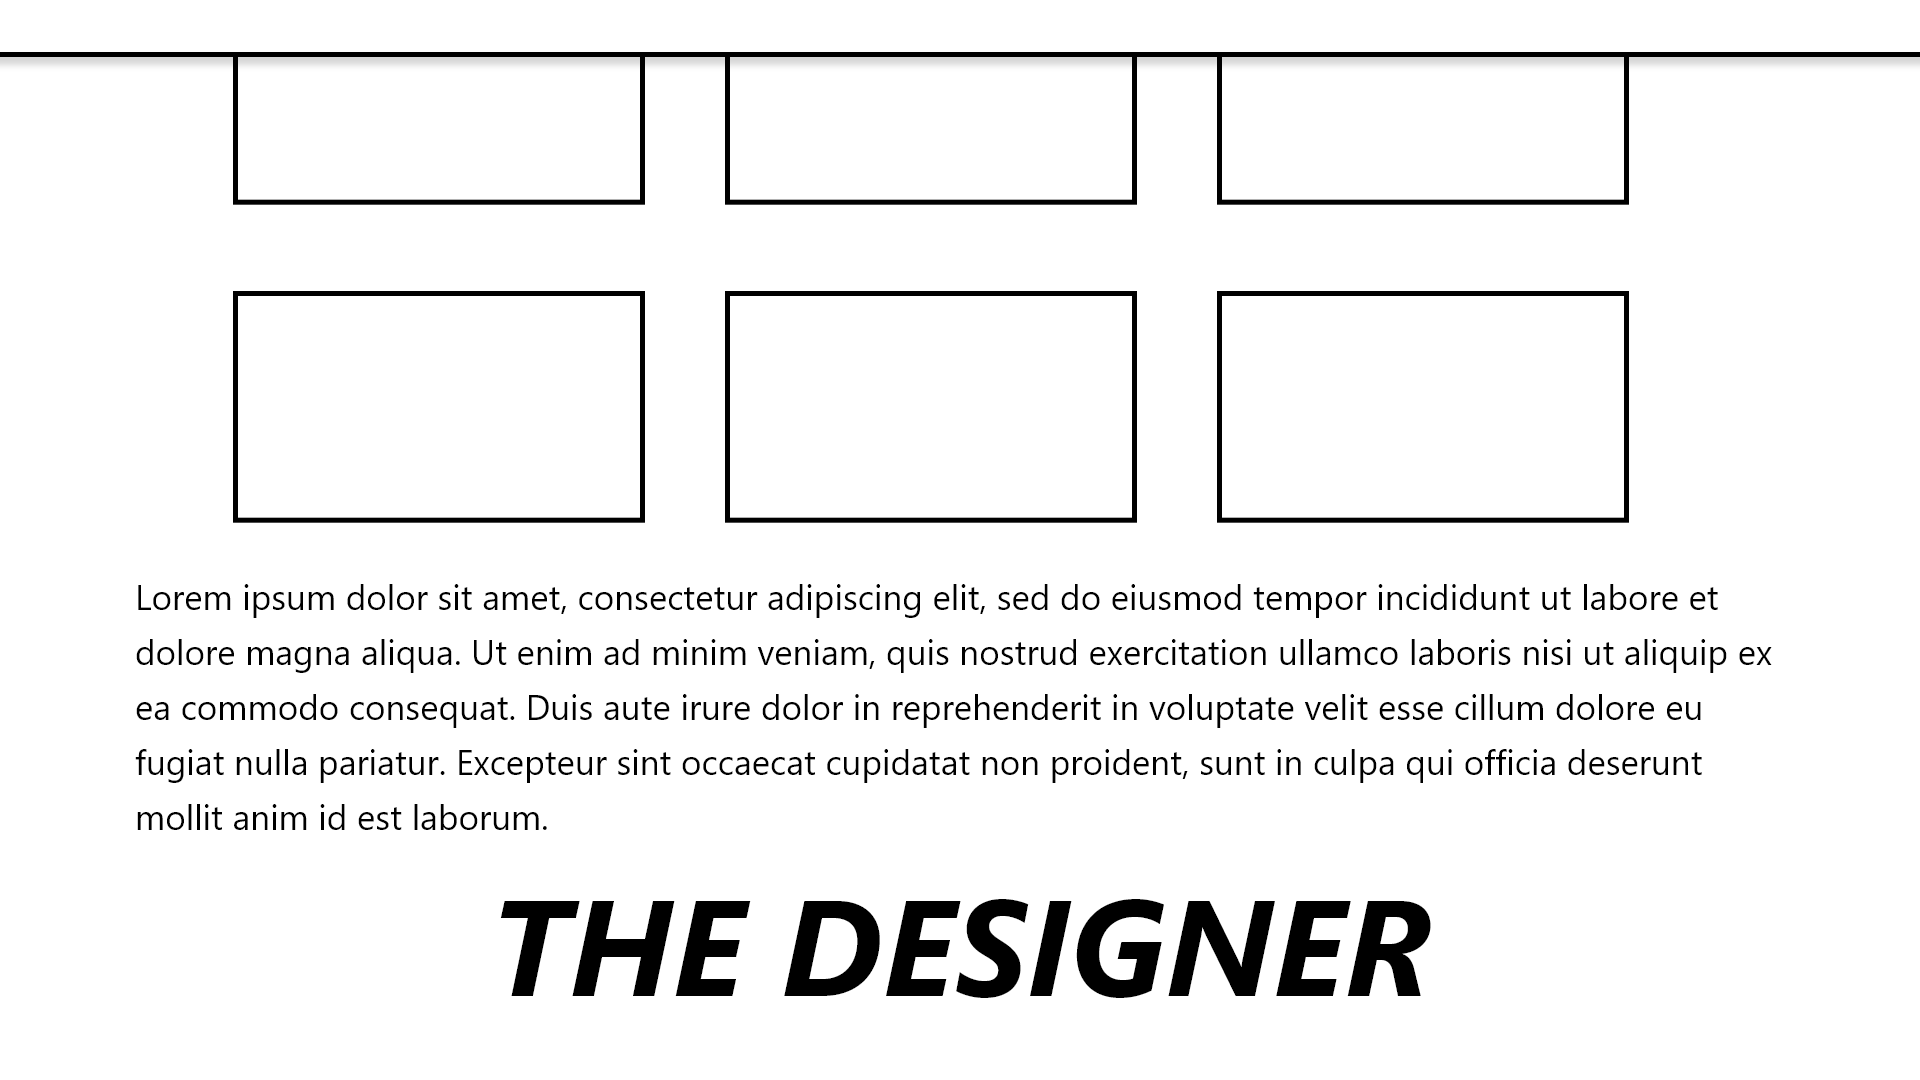 Lorem ipsum dolor sit amet, consectetur adipiscing elit, sed do eiusmod tempor incididunt ut labore et
dolore magna aliqua. Ut enim ad minim veniam, quis nostrud exercitation ullamco laboris nisi ut aliquip ex
ea commodo consequat. Duis aute irure dolor in reprehenderit in voluptate velit esse cillum dolore eu
fugiat nulla pariatur. Excepteur sint occaecat cupidatat non proident, sunt in culpa qui officia deserunt
mollit anim id est laborum.
THE DESIGNER